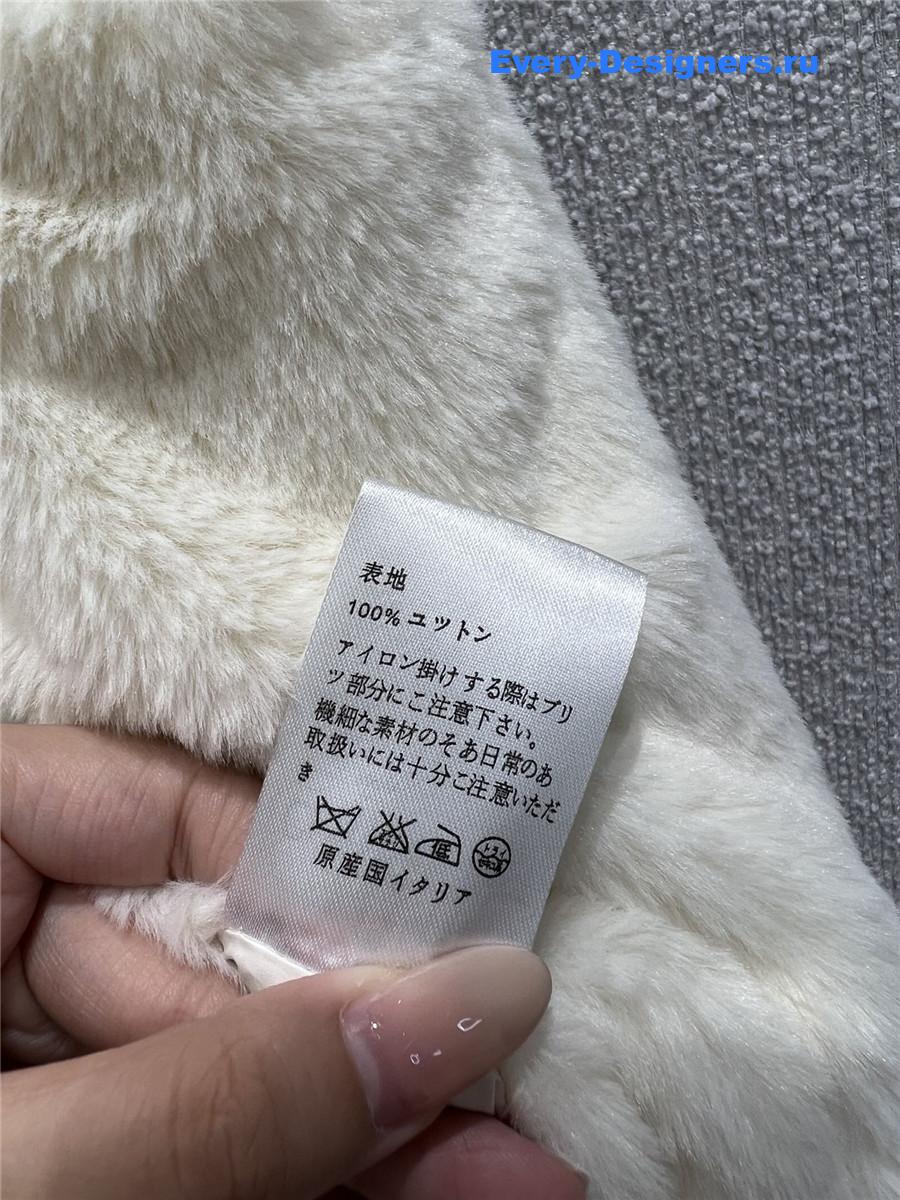 Every-Designers.ru
表地
100% ユットン
アイロン掛けする際はプリ
ツ部分にこ注意下さい。
機細な素材のそあ日常のあ
取扱いには十分こ注意いただ
き
原産国イタリア